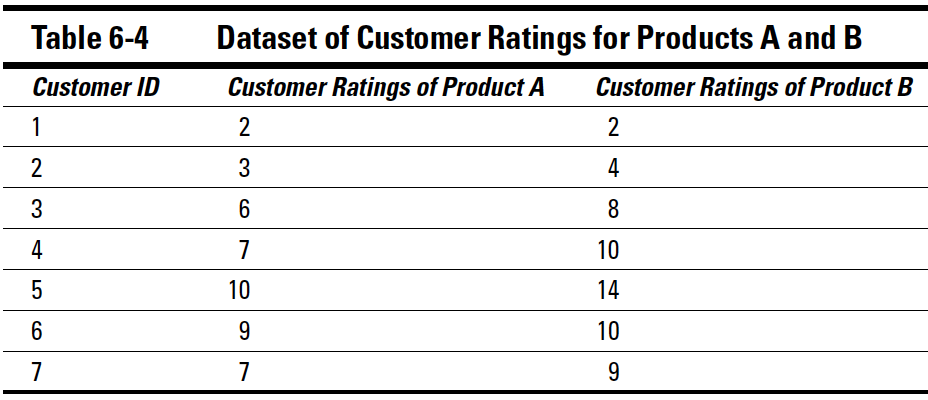 Table 6-4 Dataset of Customer Ratings for Products A and B
Customer ID Customer Ratings of Product A Customer Ratings of Product B
1 2 2
2 3 4
3 6 8
4 7 10
5 10 14
6 9 10
7 7 9